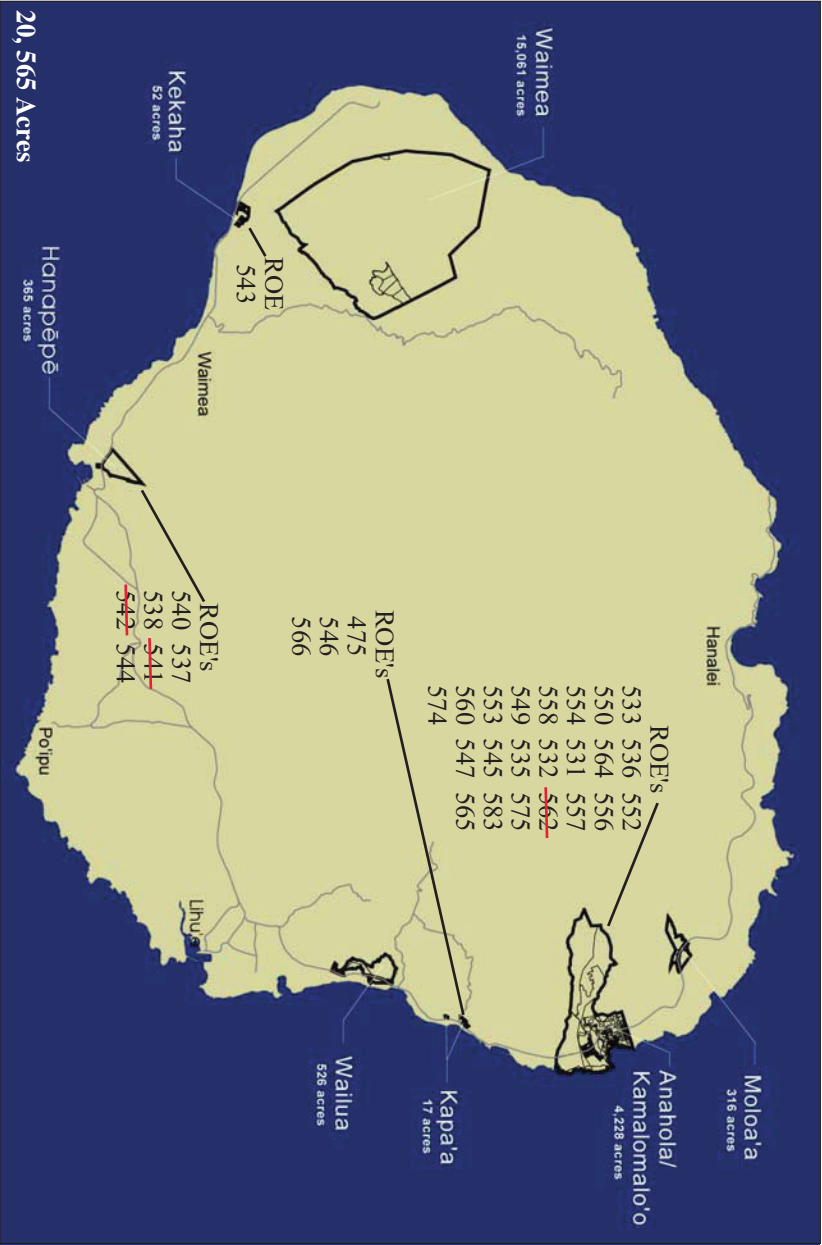 Waimea
15,061 acres
Kekaha
52 acres
20, 565 Acres
Hanapēpē
365 acres
ROE
543
Waimea
ROE's
540 537
538 541
542 544
Po'ipu
ROE's
475
546
566
Hanalei
ROE's
533 536 552
550 564 556
554 531 557
558 532 562
549 535 575
553 545 583
560 547 565
574
Lihu'e
Moloa'a
316 acres
Anahola/
Kamalomalo'o
4,228 acres
Kapa'a
17 acres
Wailua
526 acres